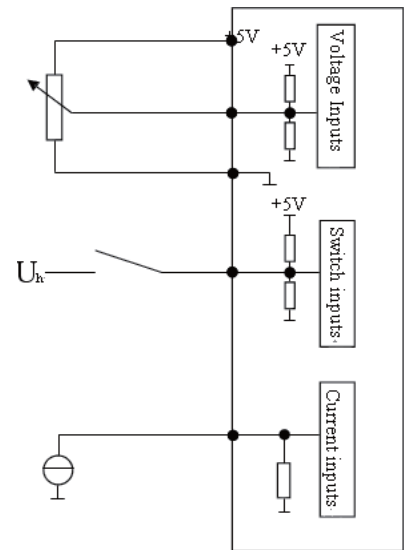 +5V
+5V
Voltage Inputs
+5V
Uh
Switch inputs.
Current inputs.